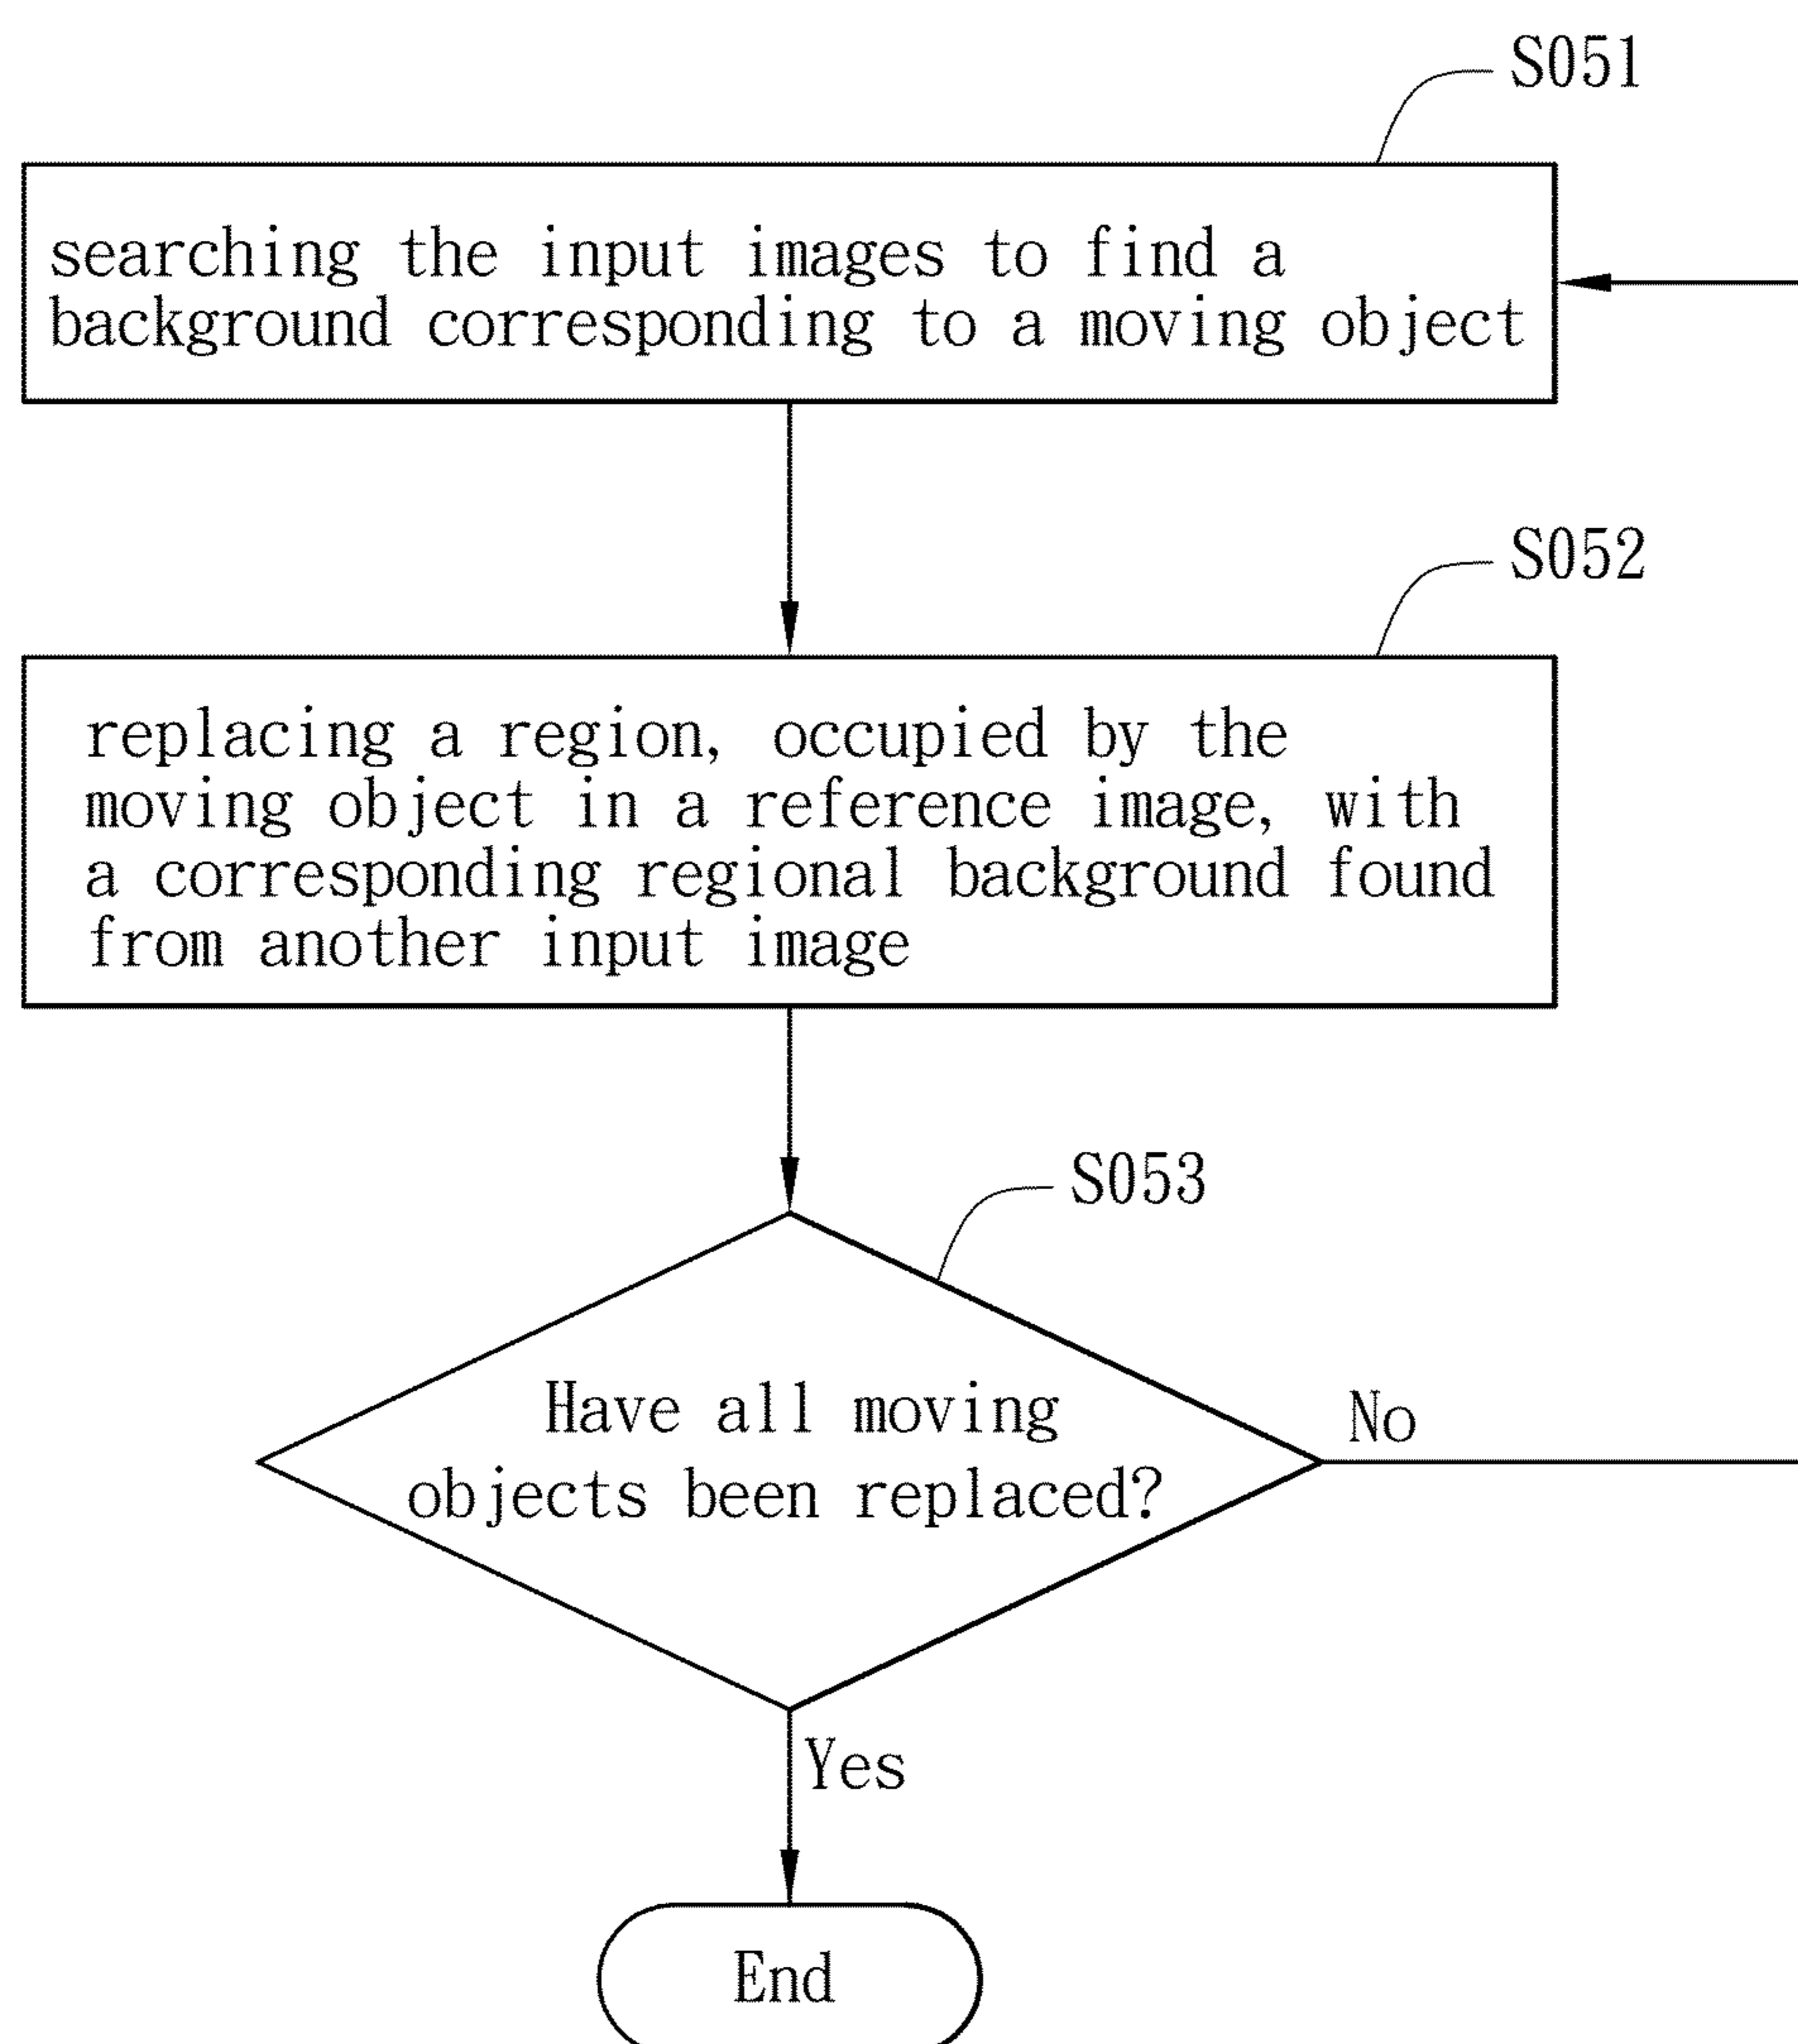 S051
searching the input images to find a
background corresponding to a moving object
S052
replacing a region, occupied by the
moving object in a reference image, with
a corresponding regional background found
from another input image
S053
Have all moving
objects been replaced?
No
Yes
End